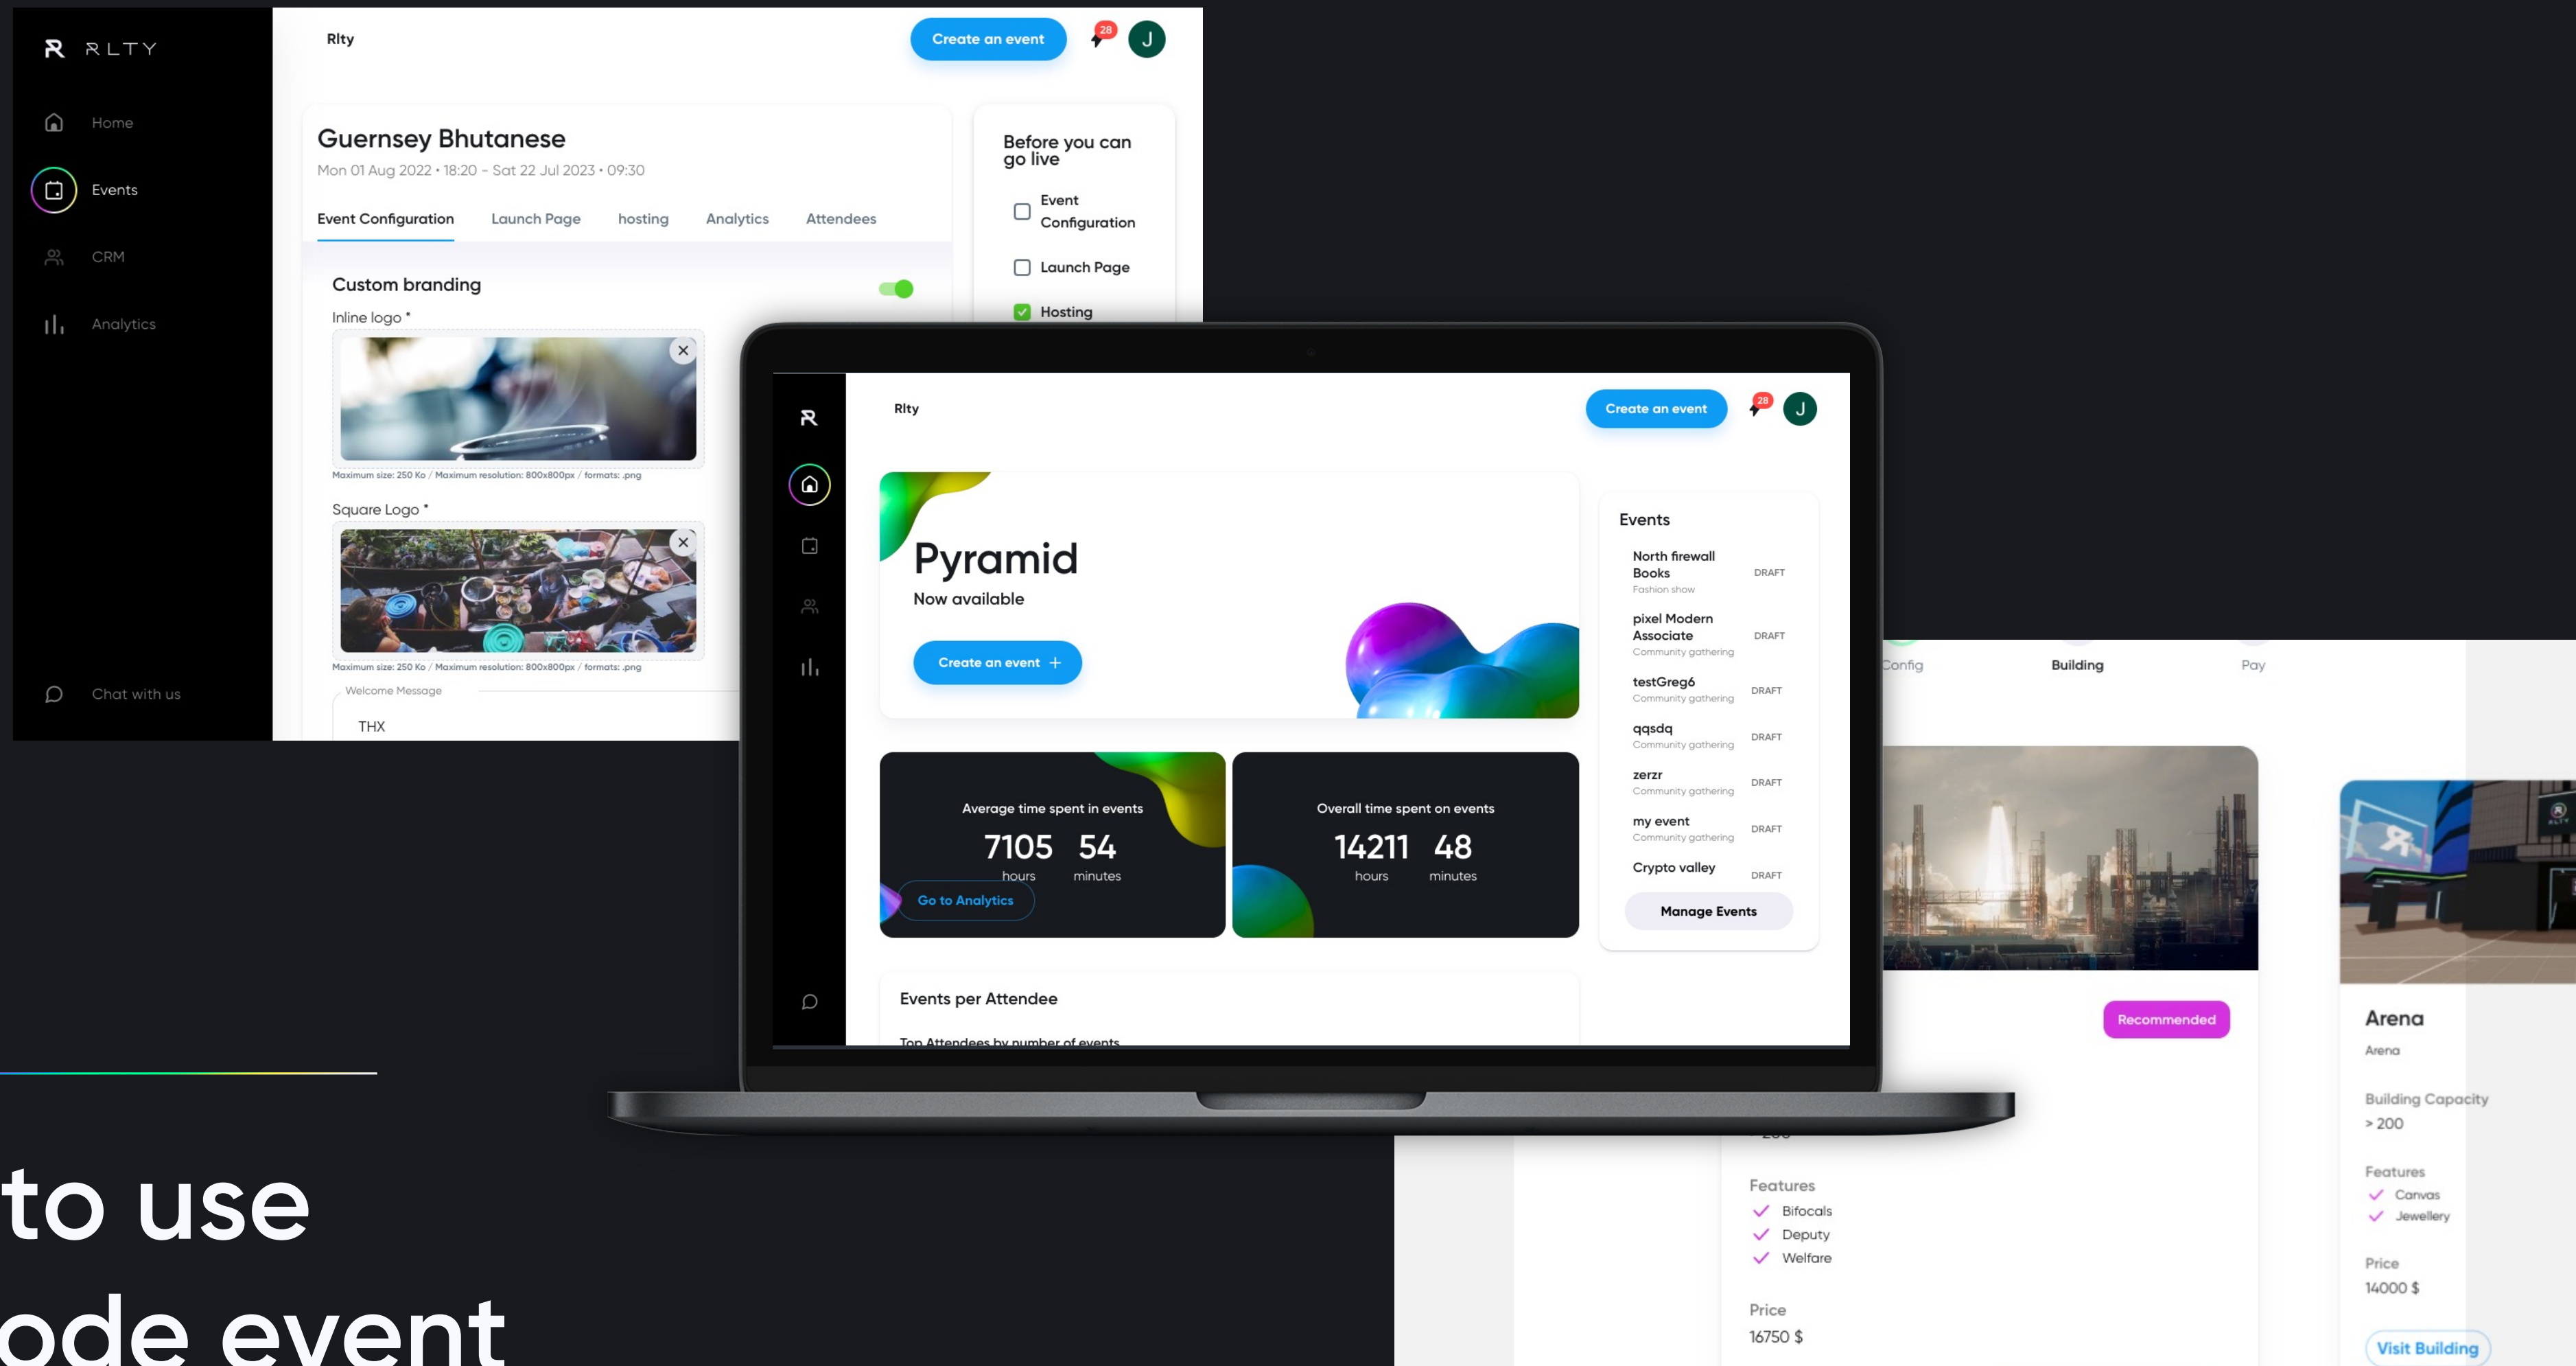 RLTY
Home
Events
CRM
Analytics
Chat with us
Rlty
Create an event
28
J
Guernsey Bhutanese
Mon 01 Aug 2022 • 18:20 - Sat 22 Jul 2023 • 09:30
Event Configuration
Launch Page
hosting
Analytics
Attendees
Custom branding
Inline logo *
Maximum size: 250 Ko / Maximum resolution: 800x800px / formats: .png
Square Logo *
Maximum size: 250 Ko / Maximum resolution: 800x800px / formats: .png
Welcome Message
THX
Before you can
go live
Event
Configuration
Launch Page
Hosting
Rlty
Create an event
28
J
Pyramid
Now available
Create an event +
Average time spent in events
7105 54
hours minutes
Go to Analytics
Overall time spent on events
14211 48
hours minutes
Events per Attendee
Top Attendees by number of events
Events
North firewall
Books
Fashion show
DRAFT
pixel Modern
Associate
Community gathering
DRAFT
testGreg6
Community gathering
DRAFT
qqsdq
Community gathering
DRAFT
zerzr
Community gathering
DRAFT
my event
Community gathering
DRAFT
Crypto valley
DRAFT
Manage Events
Config
Building
Pay
Recommended
Features
Bifocals
Deputy
Welfare
Price
16750 $
Arena
Arena
Building Capacity
> 200
Features
Canvas
Jewellery
Price
14000 $
Visit Building
to use
ode event